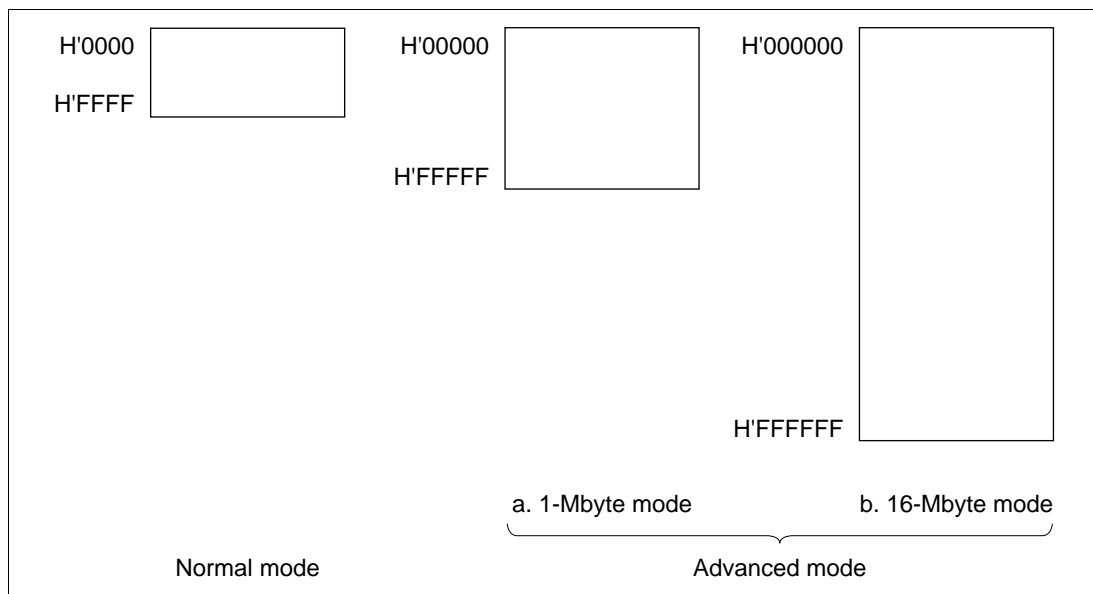 H'0000
H'FFFF
H'00000
H'FFFFF
H'000000
H'FFFFFF
a. 1-Mbyte mode
b. 16-Mbyte mode
Normal mode
Advanced mode